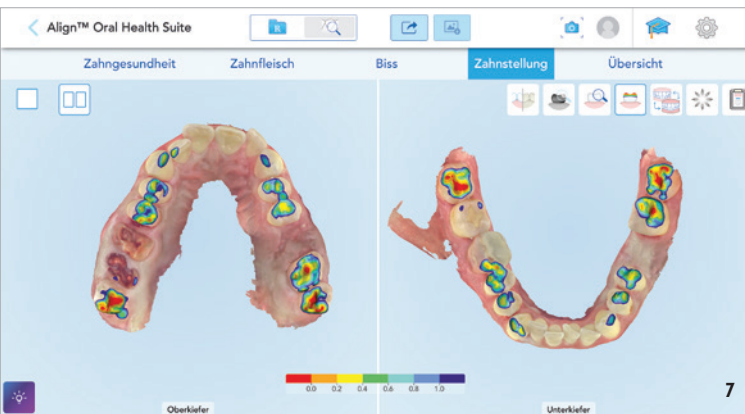 Align™ Oral Health Suite
Zahngesundheit Zahnfleisch Biss Zahnstellung Übersicht
0.0 0.2 0.4 0.6 0.8 1.0
Oberkiefer Unterkiefer
7